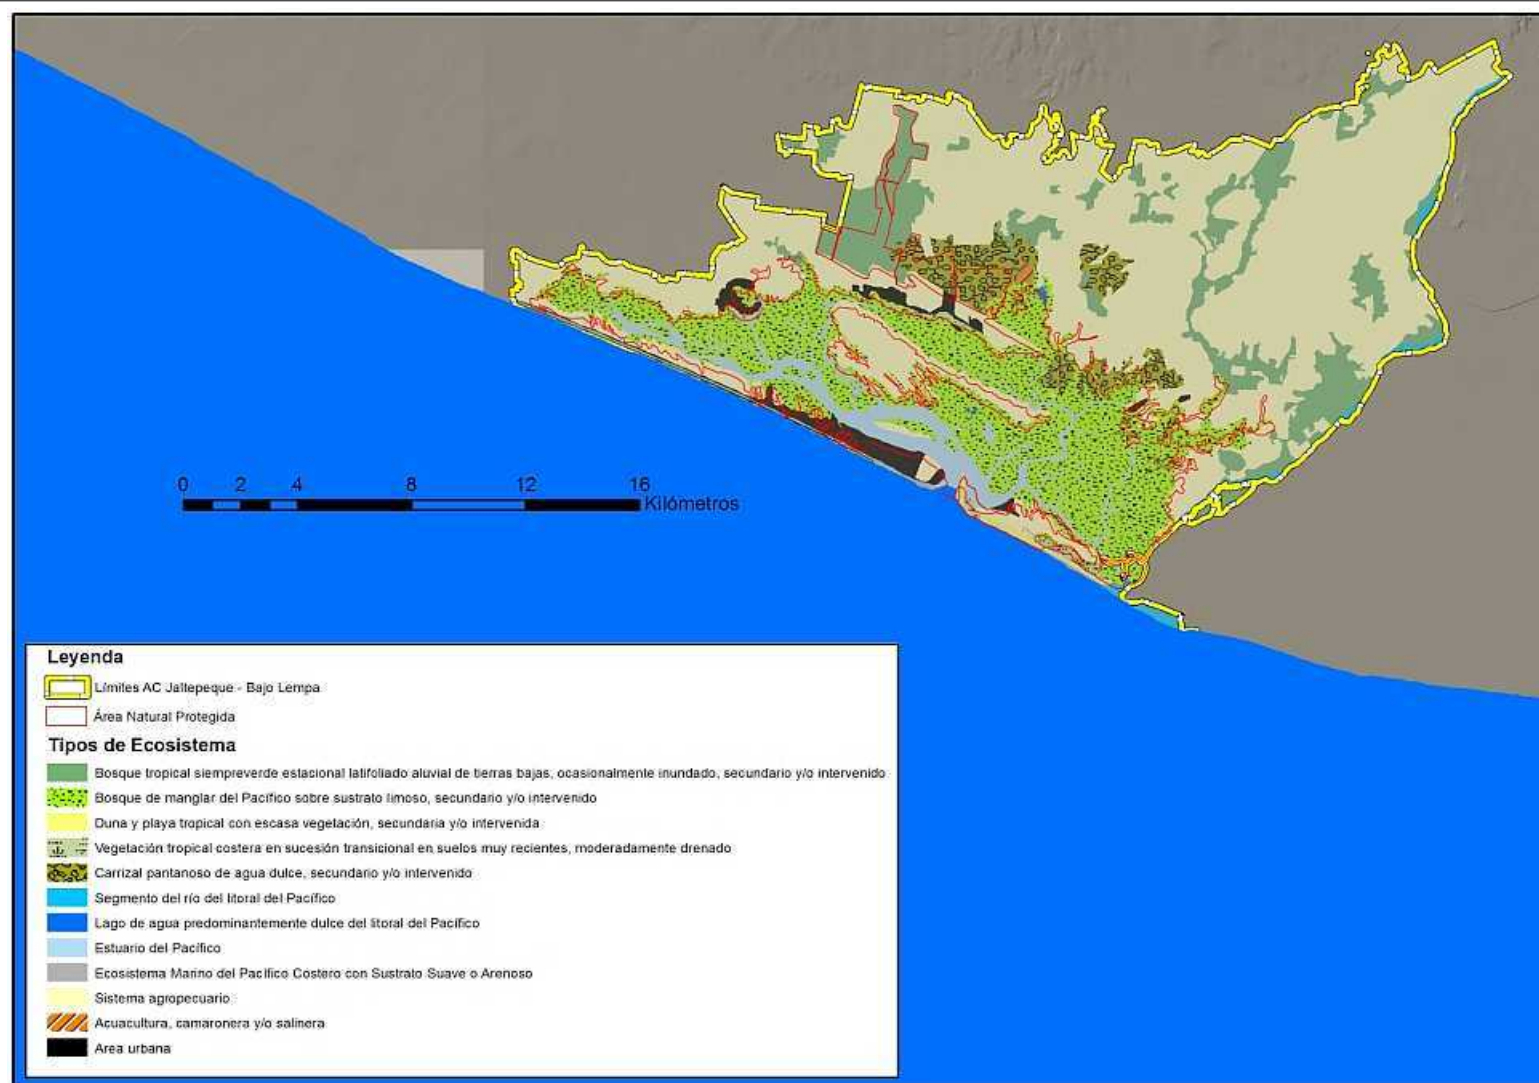 0 2 4 8 12 16
Kilómetros
Leyenda
Límites AC Jaltepeque - Bajo Lempa
Área Natural Protegida
Tipos de Ecosistema
Bosque tropical siempreverde estacional latifoliado aluvial de tierras bajas, ocasionalmente inundado, secundario y/o intervenido
Bosque de manglar del Pacífico sobre sustrato limoso, secundario y/o intervenido
Duna y playa tropical con escasa vegetación, secundaria y/o intervenida
Vegetación tropical costera en sucesión transicional en suelos muy recientes, moderadamente drenado
Carrizal pantanoso de agua dulce, secundario y/o intervenido
Segmento del río del litoral del Pacífico
Lago de agua predominantemente dulce del litoral del Pacífico
Estuario del Pacífico
Ecosistema Marino del Pacífico Costero con Sustrato Suave o Arenoso
Sistema agropecuario
Acuacultura, camaronera y/o salinera
Area urbana